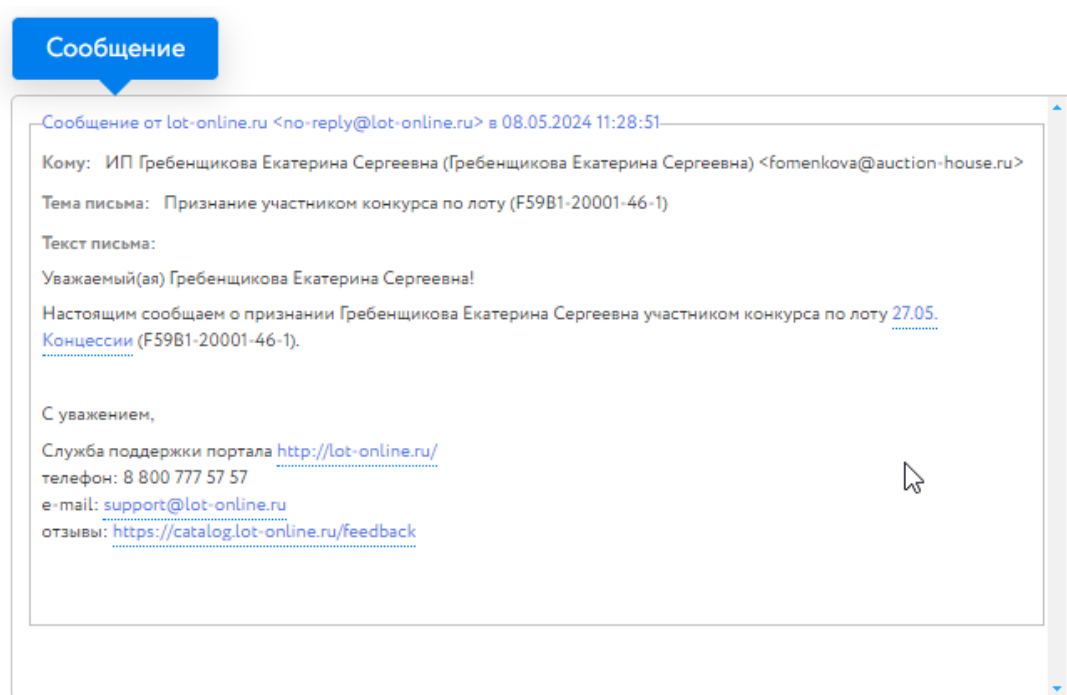 Сообщение
Сообщение от lot-online.ru <no-reply@lot-online.ru> в 08.05.2024 11:28:51
Кому: ИП Гребенщикова Екатерина Сергеевна (Гребенщикова Екатерина Сергеевна) <fomenkova@auction-house.ru>
Тема письма: Признание участником конкурса по лоту (F59B1-20001-46-1)
Текст письма:
Уважаемый(ая) Гребенщикова Екатерина Сергеевна!
Настоящим сообщаем о признании Гребенщикова Екатерина Сергеевна участником конкурса по лоту 27.05.
Концессии (F59B1-20001-46-1).
С уважением,
Служба поддержки портала http://lot-online.ru/
телефон: 8 800 777 57 57
e-mail: support@lot-online.ru
отзывы: https://catalog.lot-online.ru/feedback